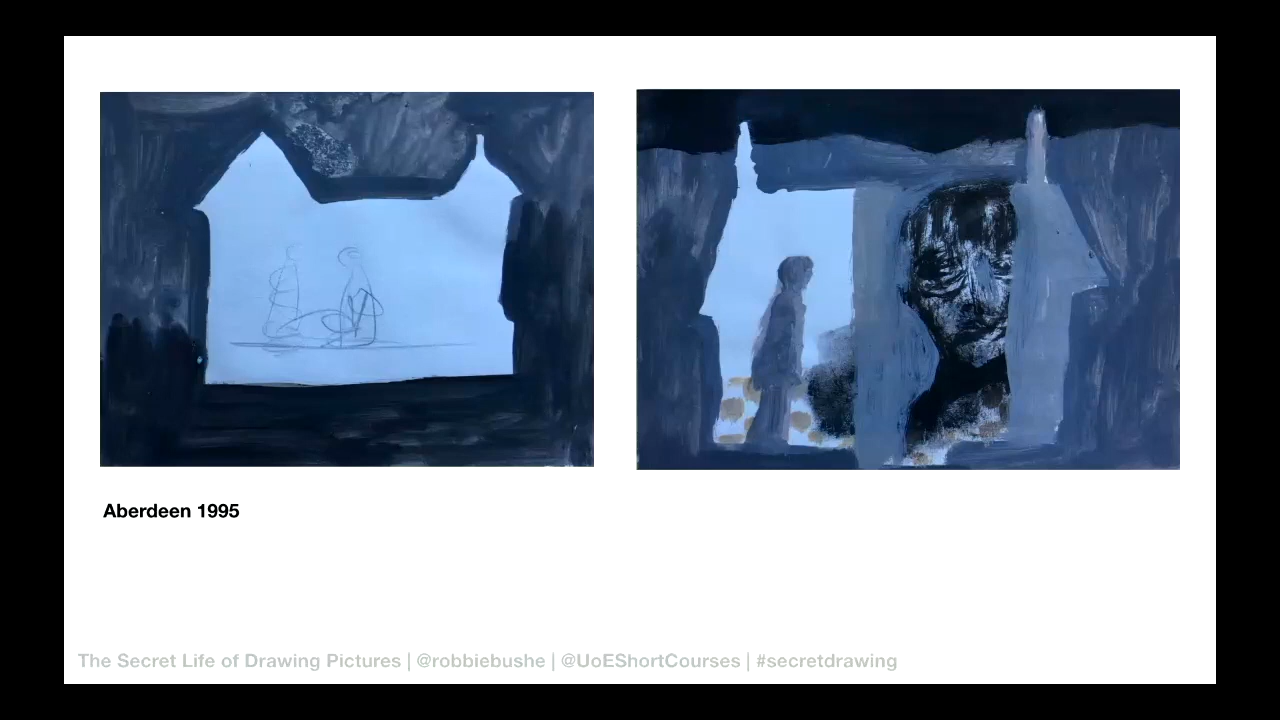 Aberdeen 1995
The Secret Life of Drawing Pictures | @robbiebushe | @UoEShortCourses | #secretdrawing